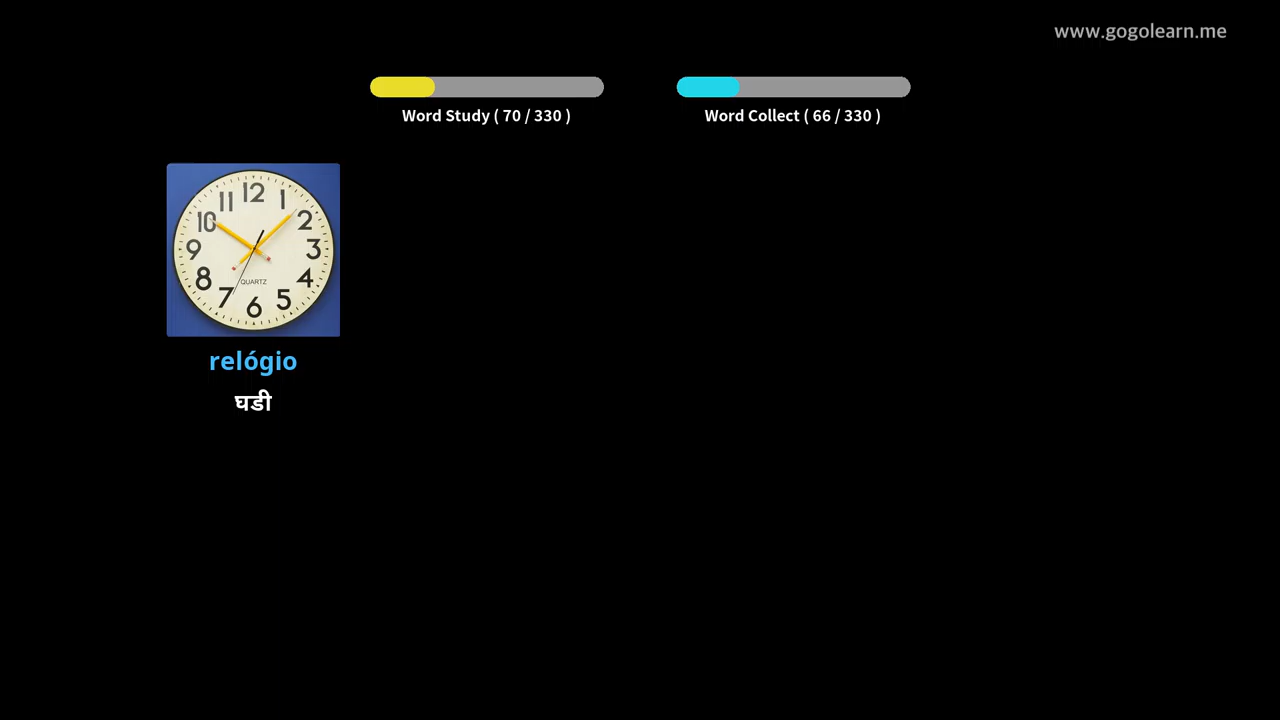 www.gogolearn.me
Word Study ( 70 / 330 )
Word Collect ( 66 / 330 )
12
11
1
10
2
9
3
8
4
7
5
6
QUARTZ
relógio
घडी